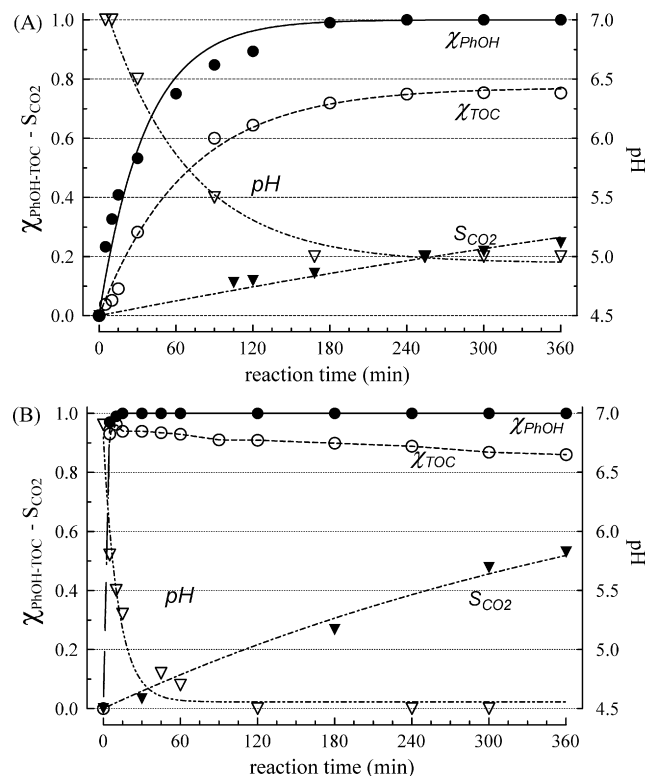 (A)
1.0
0.8
0.6
0.4
0.2
0.0
χPhOH-TOC - SCO2
7.0
6.5
6.0
5.5
5.0
4.5
pH
χPhOH
χTOC
pH
SCO2
0 60 120 180 240 300 360
reaction time (min)
(B)
1.0
0.8
0.6
0.4
0.2
0.0
χPhOH-TOC - SCO2
7.0
6.5
6.0
5.5
5.0
4.5
pH
χPhOH
χTOC
pH
SCO2
0 60 120 180 240 300 360
reaction time (min)